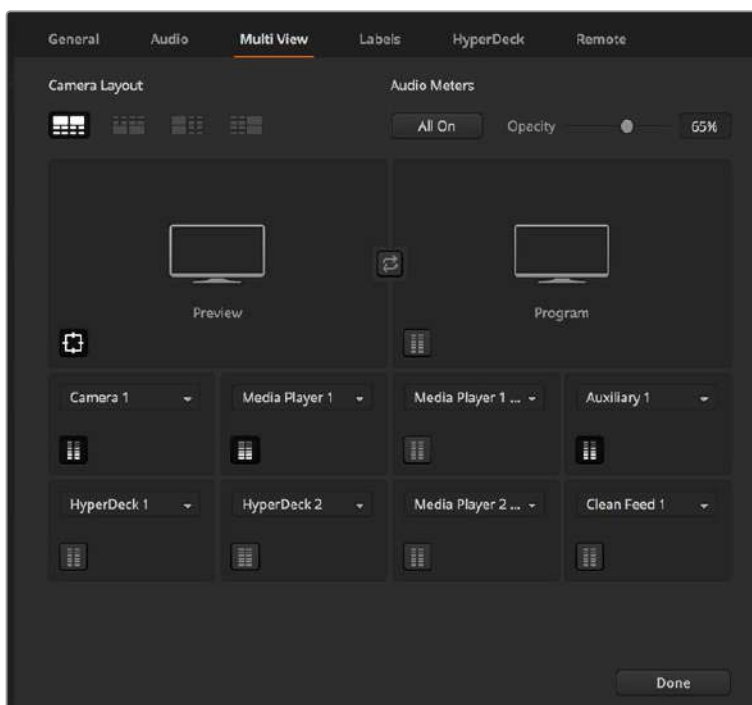 General Audio Multi View Labels HyperDeck Remote
Camera Layout Audio Meters
All On Opacity 65%
Preview Program
Camera 1 Media Player 1 Media Player 1 ... Auxiliary 1
HyperDeck 1 HyperDeck 2 Media Player 2 ... Clean Feed 1
Done